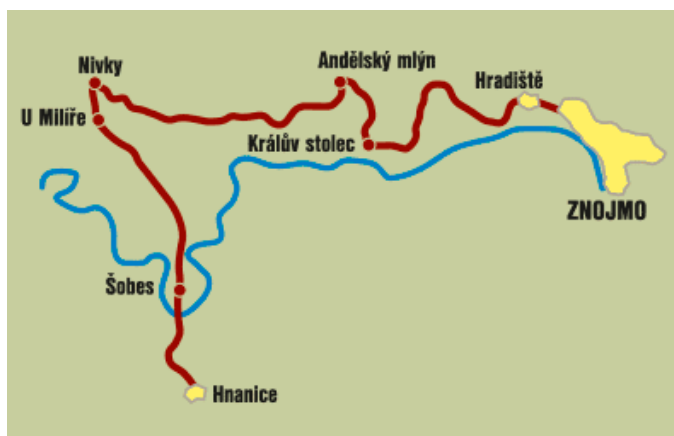 Nivky
Andělský mlýn
Hradiště
U Milíře
Králův stolec
ZNOJMO
Šobes
Hnanice